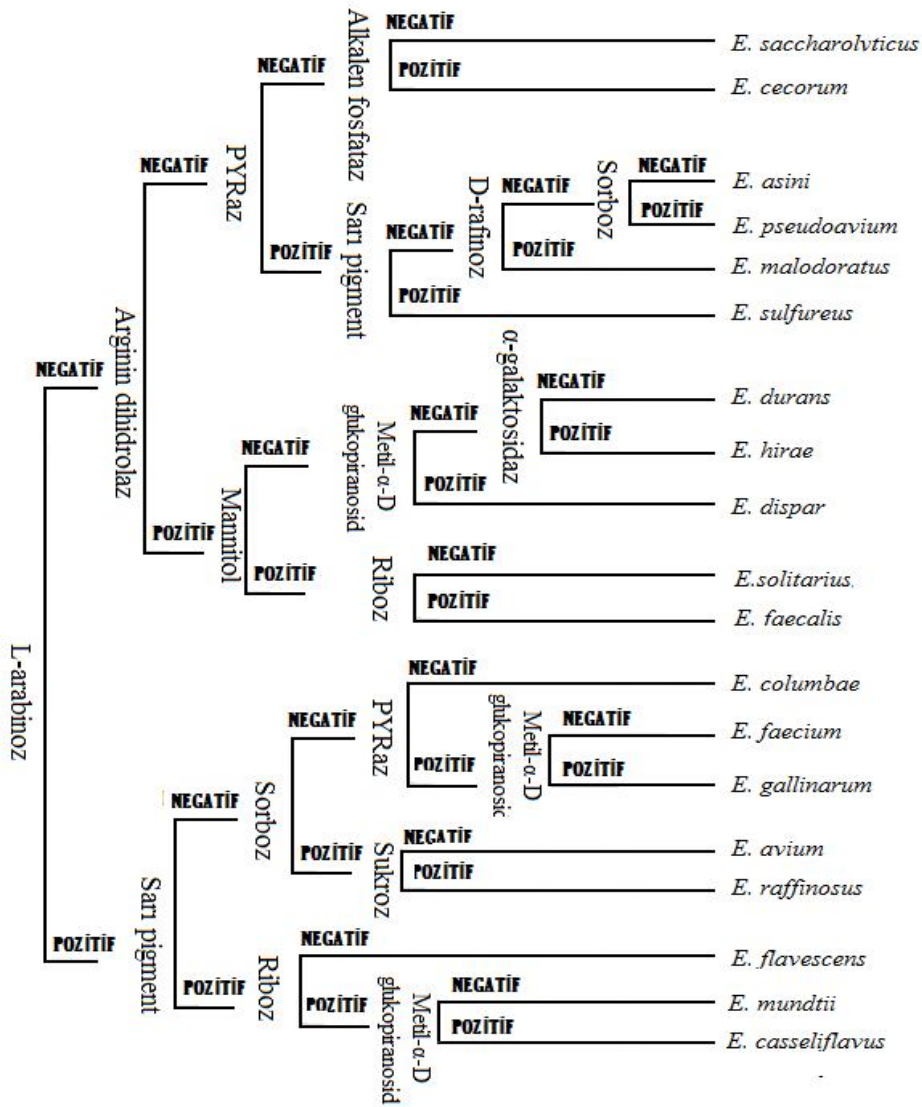 NEGATİF
E. saccharolvticus
NEGATİF
Alkalen fosfataz
POZİTİF
E. cecorum
NEGATİF
PYRaz
NEGATİF
E. asini
NEGATİF
Sorboz
POZİTİF
E. pseudoavium
NEGATİF
D-rafinoz
POZİTİF
E. malodoratus
POZİTİF
Sarı pigment
POZİTİF
E. sulfureus
NEGATİF
Arginin dihidrolaz
NEGATİF
E. durans
NEGATİF
α-galaktosidaz
POZİTİF
E. hirae
NEGATİF
Metil-α-D
glukopiranosid
POZİTİF
E. dispar
POZİTİF
Mannitol
NEGATİF
E.solitarius
POZİTİF
Riboz
POZİTİF
E. faecalis
L-arabinoz
NEGATİF
E. columbae
NEGATİF
PYRaz
NEGATİF
E. faecium
POZİTİF
Metil-α-D
glukopiranosic
POZİTİF
E. gallinarum
NEGATİF
Sorboz
NEGATİF
E. avium
POZİTİF
Sukroz
POZİTİF
E. raffinosus
POZİTİF
Sarı pigment
NEGATİF
E. flavescens
POZİTİF
Riboz
NEGATİF
E. mundtii
POZİTİF
Metil-α-D
glukopiranosid
POZİTİF
E. casseliflavus